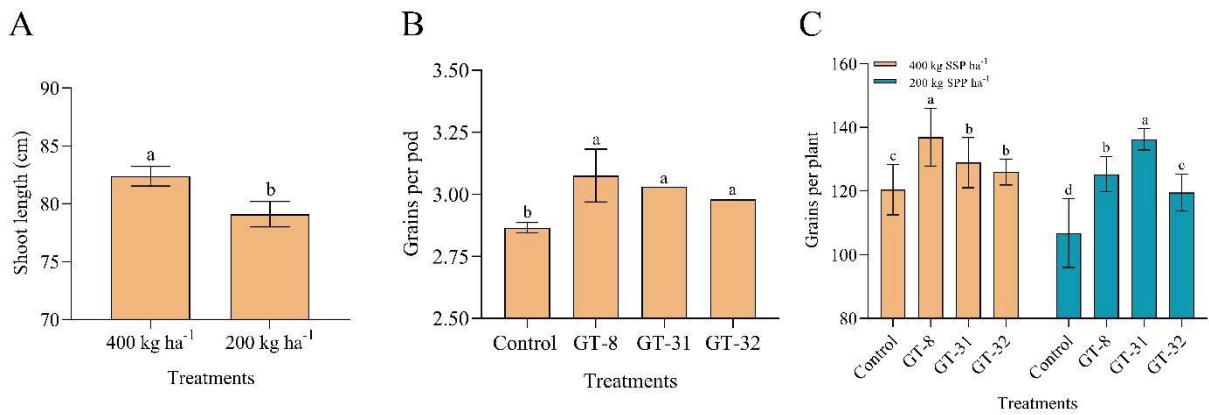 A
Shoot length (cm)
90
85
80
75
70
a
b
400 kg ha⁻¹
200 kg ha⁻¹
Treatments
B
Grains per pod
3.50
3.25
3.00
2.75
2.50
b
a
a
a
Control
GT-8
GT-31
GT-32
Treatments
C
Grains per plant
160
140
120
100
80
400 kg SSP ha⁻¹
200 kg SPP ha⁻¹
c
a
b
b
d
b
a
c
Control
GT-8
GT-31
GT-32
Control
GT-8
GT-31
GT-32
Treatments